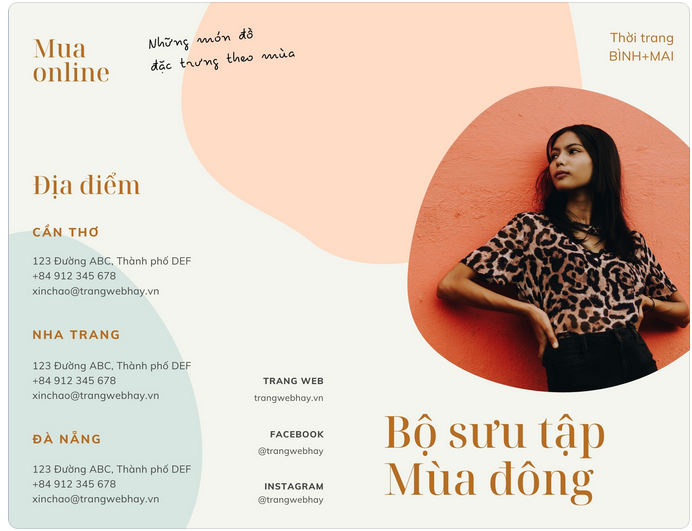 Mua
online
Những món đồ
đặc trưng theo mùa
Địa điểm
CẦN THƠ
123 Đường ABC, Thành phố DEF
+84 912 345 678
xinchao@trangwebhay.vn
NHA TRANG
123 Đường ABC, Thành phố DEF
+84 912 345 678
xinchao@trangwebhay.vn
ĐÀ NẴNG
123 Đường ABC, Thành phố DEF
+84 912 345 678
xinchao@trangwebhay.vn
TRANG WEB
trangwebhay.vn
FACEBOOK
@trangwebhay
INSTAGRAM
@trangwebhay
Thời trang
BÌNH+MAI
Bộ sưu tập
Mùa đông